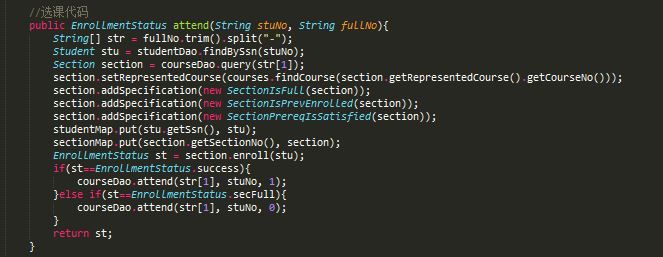 //选课代码
public EnrollmentStatus attend(String stuNo, String fullNo){
String[] str = fullNo.trim().split("-");
Student stu = studentDao.findBySsn(stuNo);
Section section = courseDao.query(str[1]);
section.setRepresentedCourse(courses.findCourse(section.getRepresentedCourse().getCourseNo()));
section.addSpecification(new SectionIsFull(section));
section.addSpecification(new SectionIsPrevEnrolled(section));
section.addSpecification(new SectionPrereqIsSatisfied(section));
studentMap.put(stu.getSsn(), stu);
sectionMap.put(section.getSectionNo(), section);
EnrollmentStatus st = section.enroll(stu);
if(st==EnrollmentStatus.success){
courseDao.attend(str[1], stuNo, 1);
}else if(st==EnrollmentStatus.secFull){
courseDao.attend(str[1], stuNo, 0);
}
return st;
}